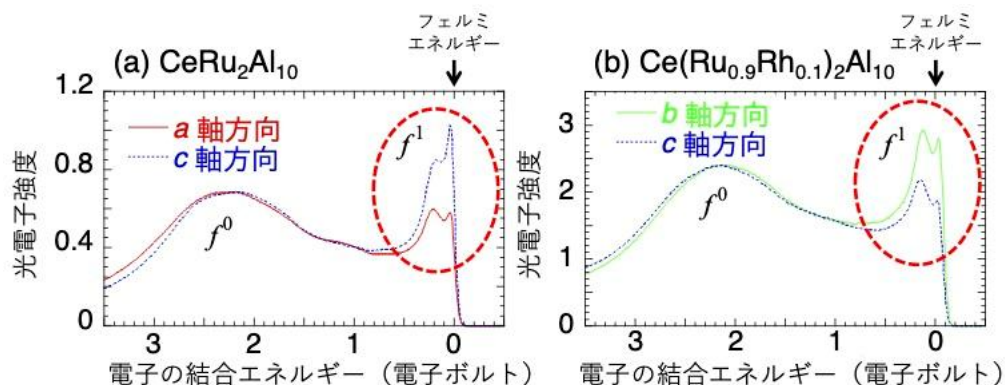 フェルミ
エネルギー
(a) CeRu₂Al₁₀
1.2
a 軸方向
c 軸方向
f¹
0.8
f⁰
0.4
0
光電子強度
3 2 1 0
電子の結合エネルギー(電子ボルト)
フェルミ
エネルギー
(b) Ce(Ru₀.₉Rh₀.₁)₂Al₁₀
3
b 軸方向
c 軸方向
f¹
2
f⁰
1
0
光電子強度
3 2 1 0
電子の結合エネルギー(電子ボルト)